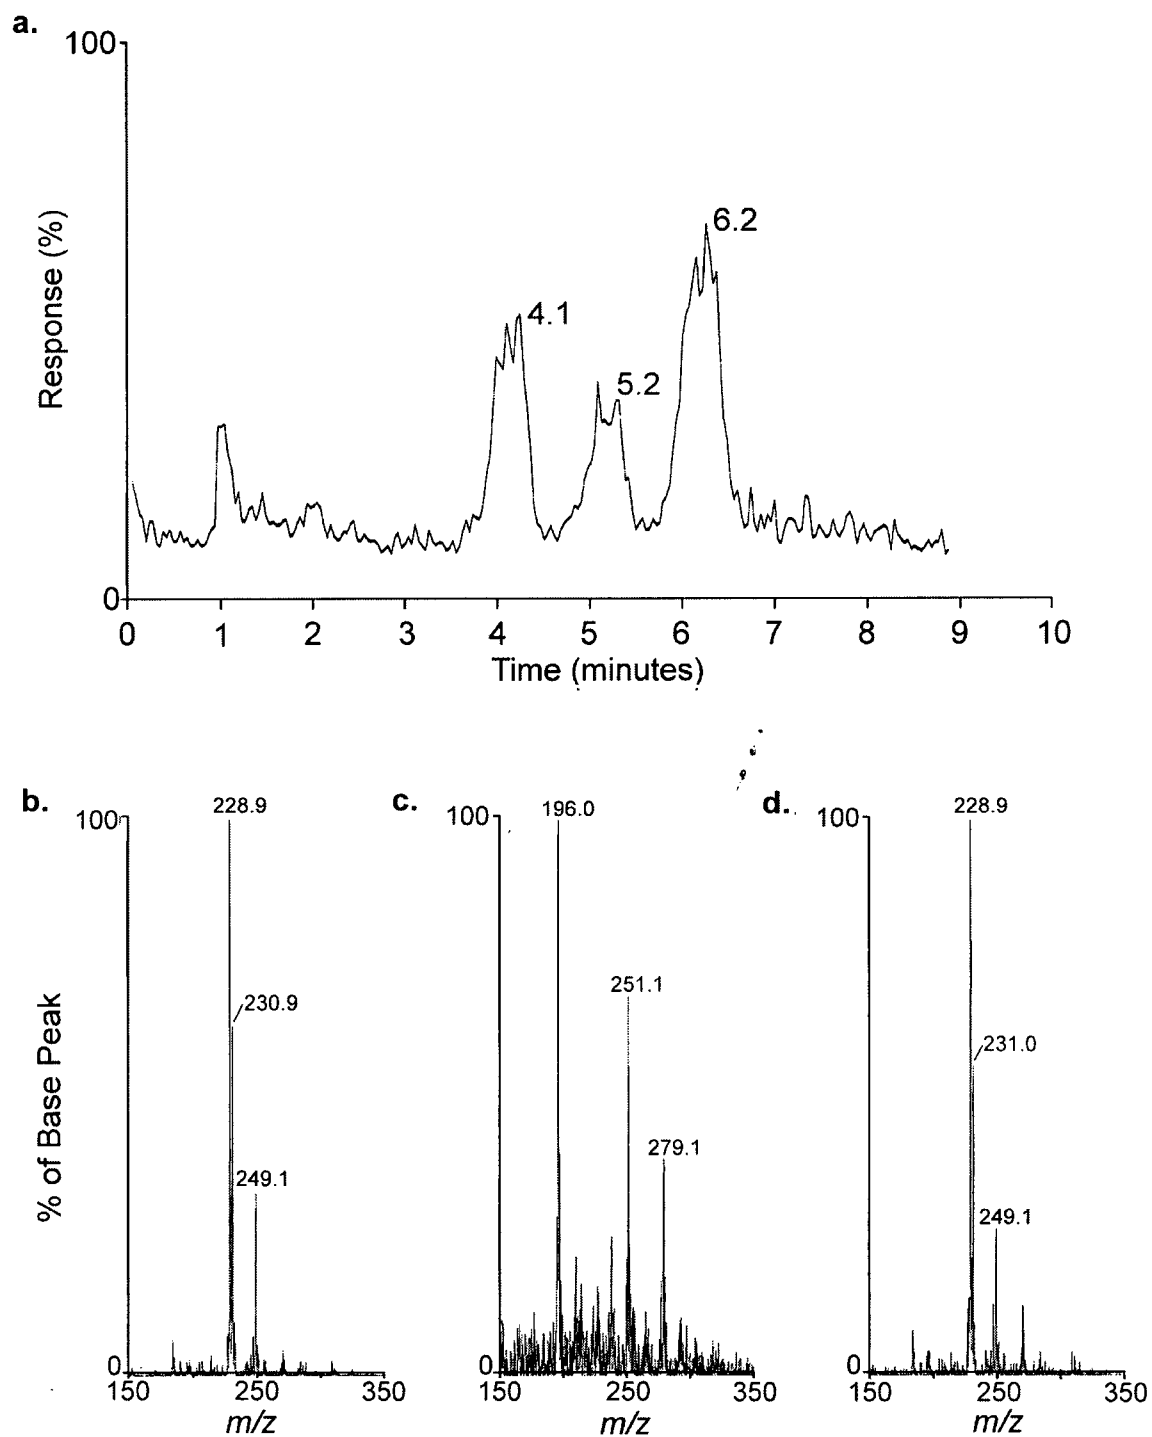 a.
100
Response (%)
6.2
4.1
5.2
0
0 1 2 3 4 5 6 7 8 9 10
Time (minutes)
b.
100
228.9
230.9
249.1
% of Base Peak
0
150 250 350
m/z
c.
100
196.0
251.1
279.1
0
150 250 350
m/z
d.
100
228.9
231.0
249.1
0
150 250 350
m/z